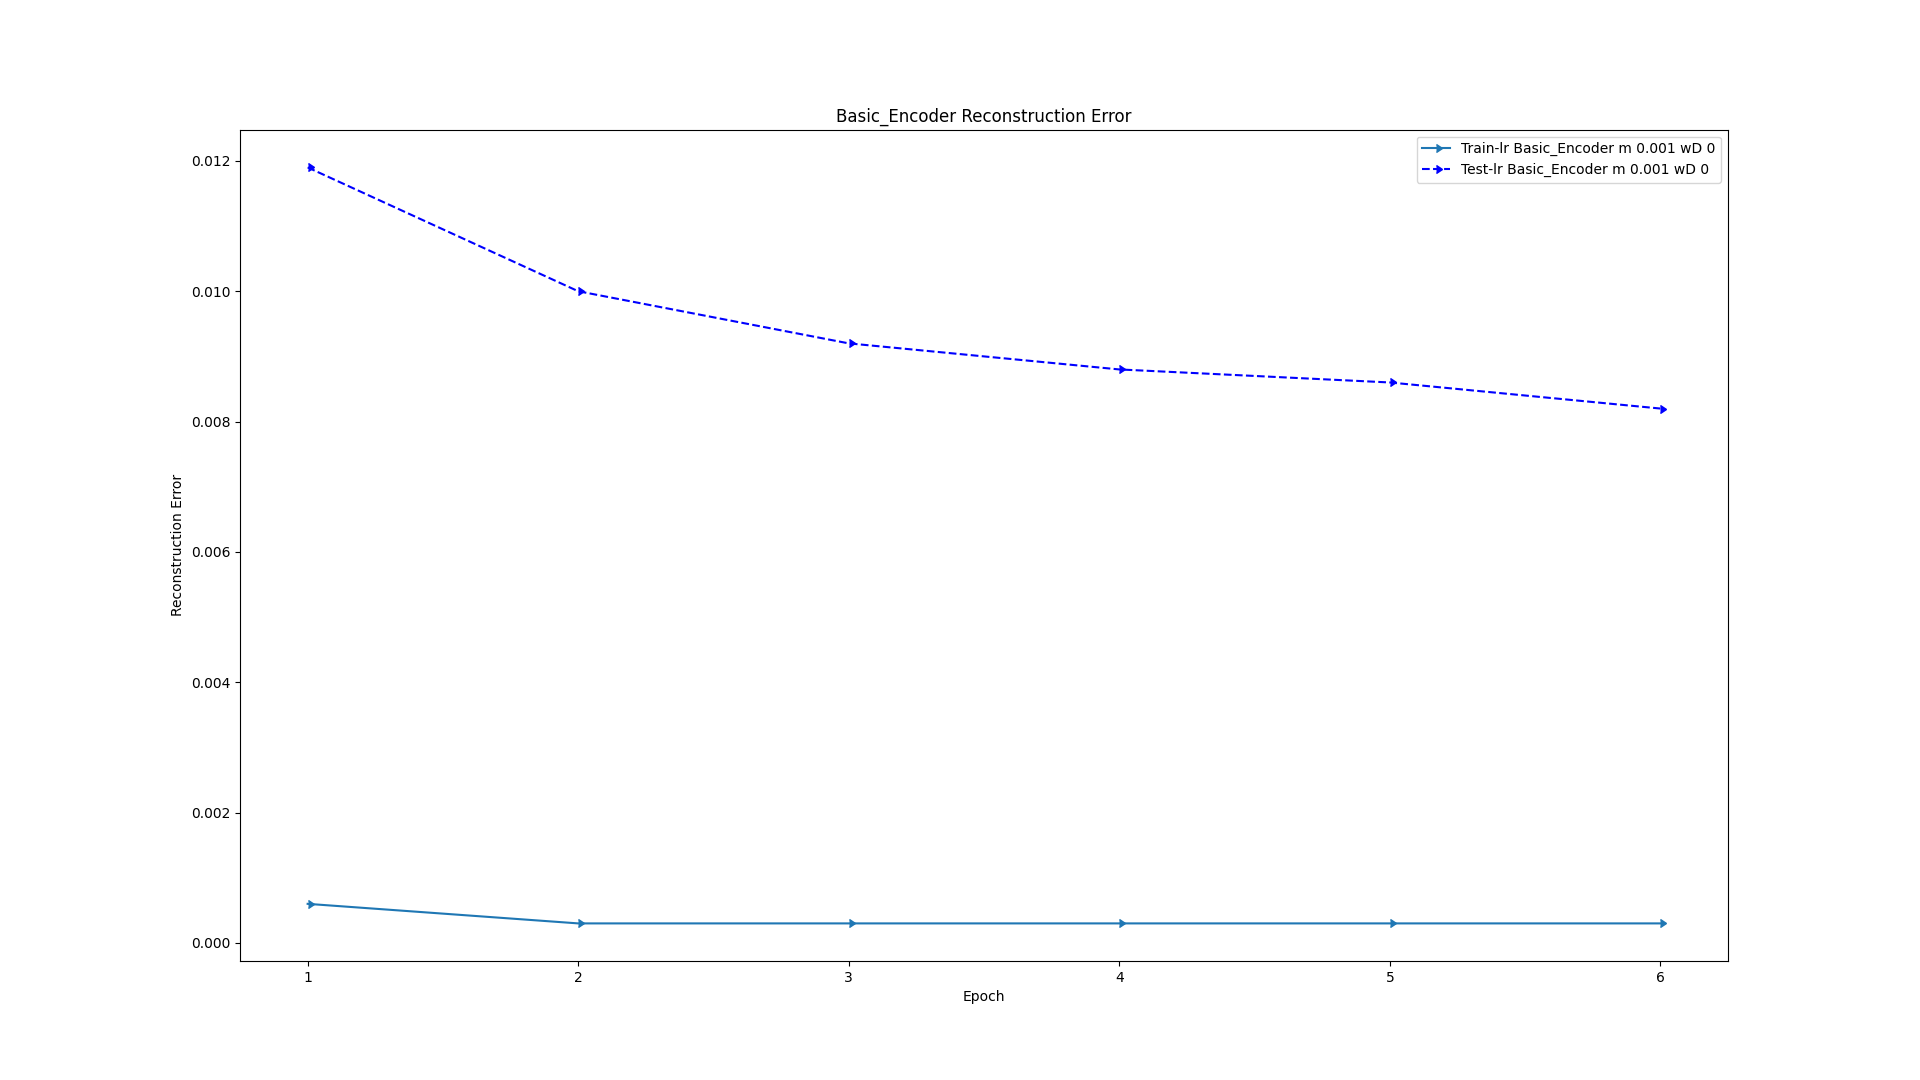 Basic_Encoder Reconstruction Error
Train-lr Basic_Encoder m 0.001 wD 0
Test-lr Basic_Encoder m 0.001 wD 0
0.012
0.010
0.008
0.006
0.004
0.002
0.000
Reconstruction Error
1 2 3 4 5 6
Epoch